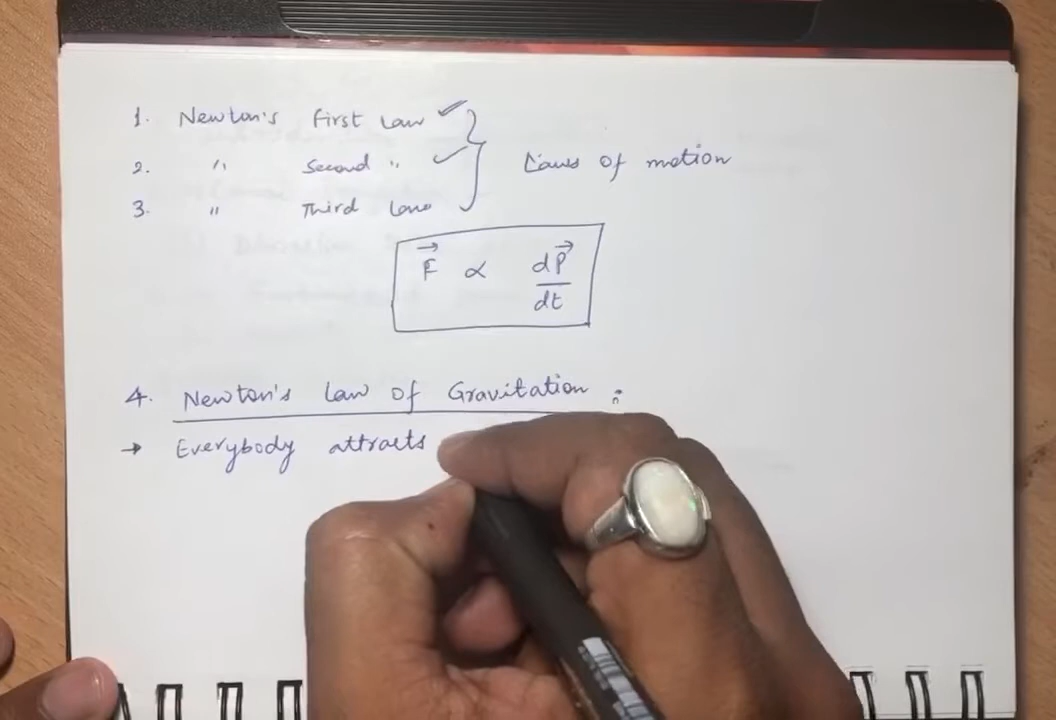 1. Newton's First Law ✓
2. " Second " ✓
3. " Third Law
Laws of motion
F⃗ ∝ dP⃗/dt
4. Newton's Law of Gravitation :
→ Everybody attracts